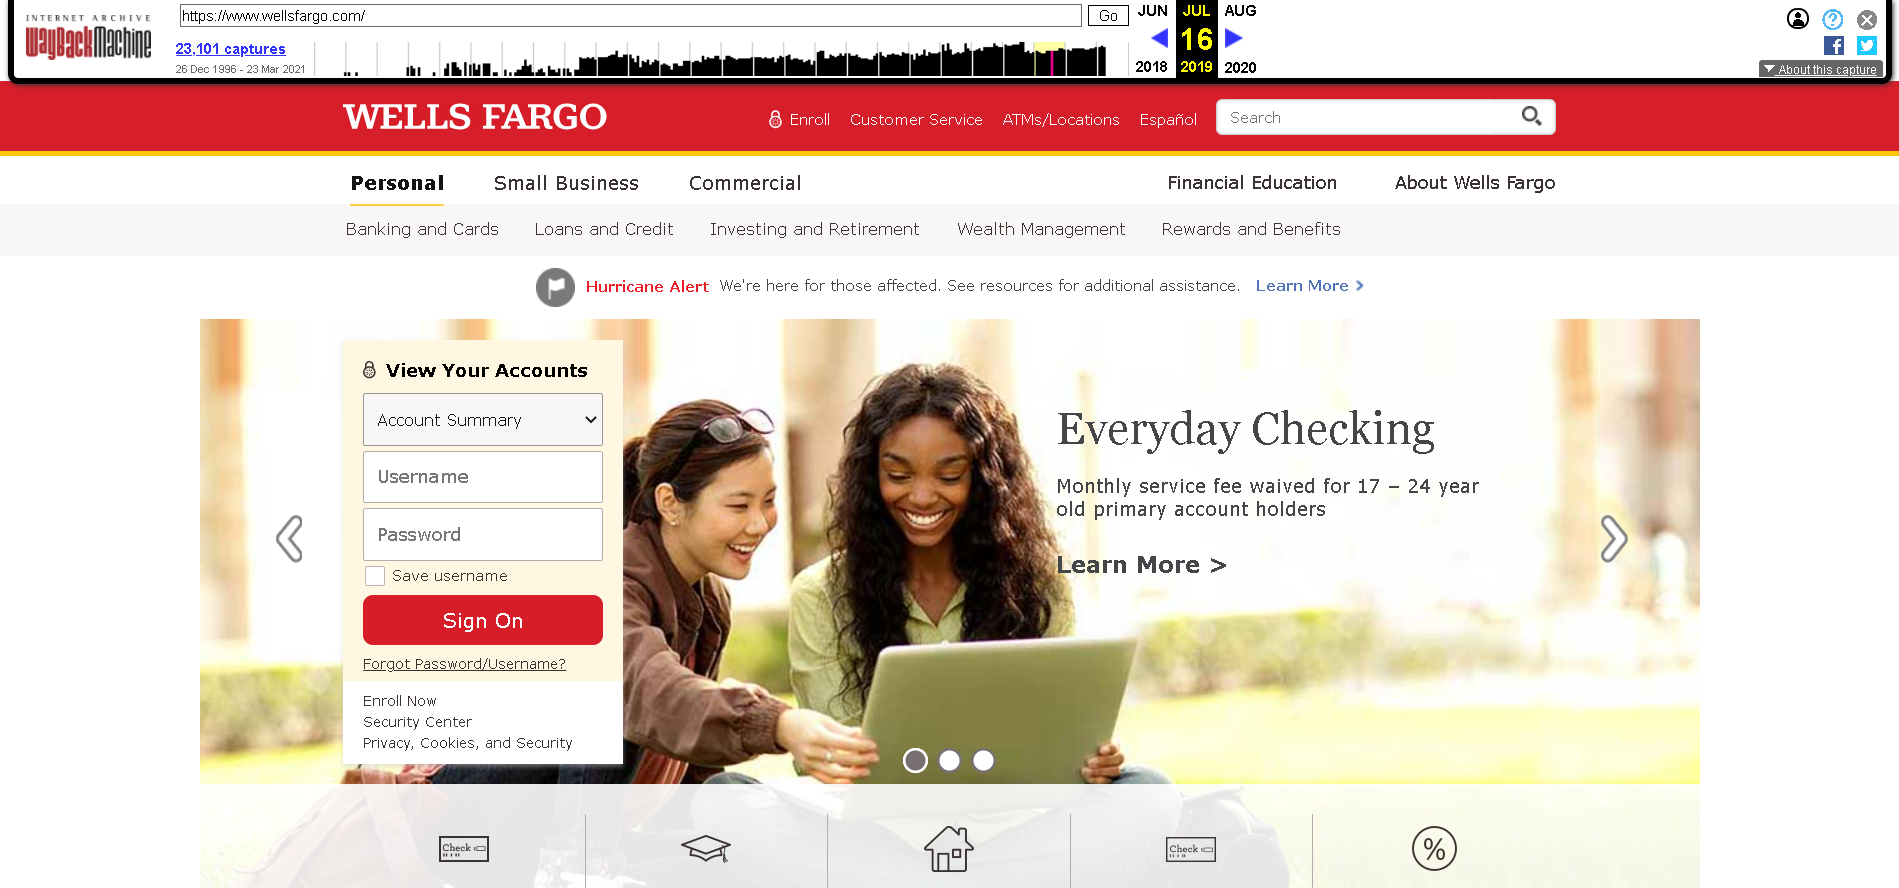 INTERNET ARCHIVE
WayBackMachine
https://www.wellsfargo.com/
Go
JUN JUL AUG
23,101 captures
16
26 Dec 1996 - 23 Mar 2021
2018 2019 2020
About this capture
WELLS FARGO
Enroll Customer Service ATMs/Locations Español
Search
Personal Small Business Commercial Financial Education About Wells Fargo
Banking and Cards Loans and Credit Investing and Retirement Wealth Management Rewards and Benefits
Hurricane Alert We're here for those affected. See resources for additional assistance. Learn More
View Your Accounts
Account Summary
Username
Password
Save username
Sign On
Forgot Password/Username?
Enroll Now
Security Center
Privacy, Cookies, and Security
Everyday Checking
Monthly service fee waived for 17 – 24 year
old primary account holders
Learn More >
Check
Check
%